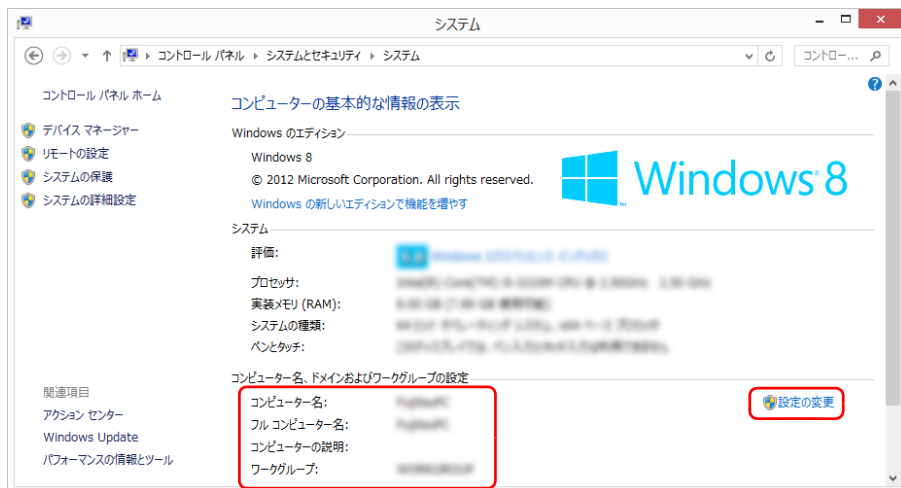 システム
コントロール パネル ▸ システムとセキュリティ ▸ システム
コントロー...
コントロール パネル ホーム
デバイス マネージャー
リモートの設定
システムの保護
システムの詳細設定
コンピューターの基本的な情報の表示
Windows のエディション
Windows 8
© 2012 Microsoft Corporation. All rights reserved.
Windows の新しいエディションで機能を増やす
Windows 8
システム
評価:
プロセッサ:
実装メモリ (RAM):
システムの種類:
ペンとタッチ:
コンピューター名、ドメインおよびワークグループの設定
コンピューター名:
フル コンピューター名:
コンピューターの説明:
ワークグループ:
設定の変更
関連項目
アクション センター
Windows Update
パフォーマンスの情報とツール